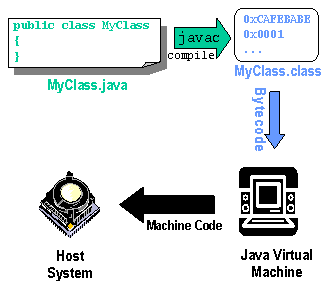 public class MyClass
{
}
MyClass.java
javac
compile
0xCAFEBABE
0x0001
...
MyClass.class
Bytecode
Java Virtual
Machine
Machine Code
Host
System